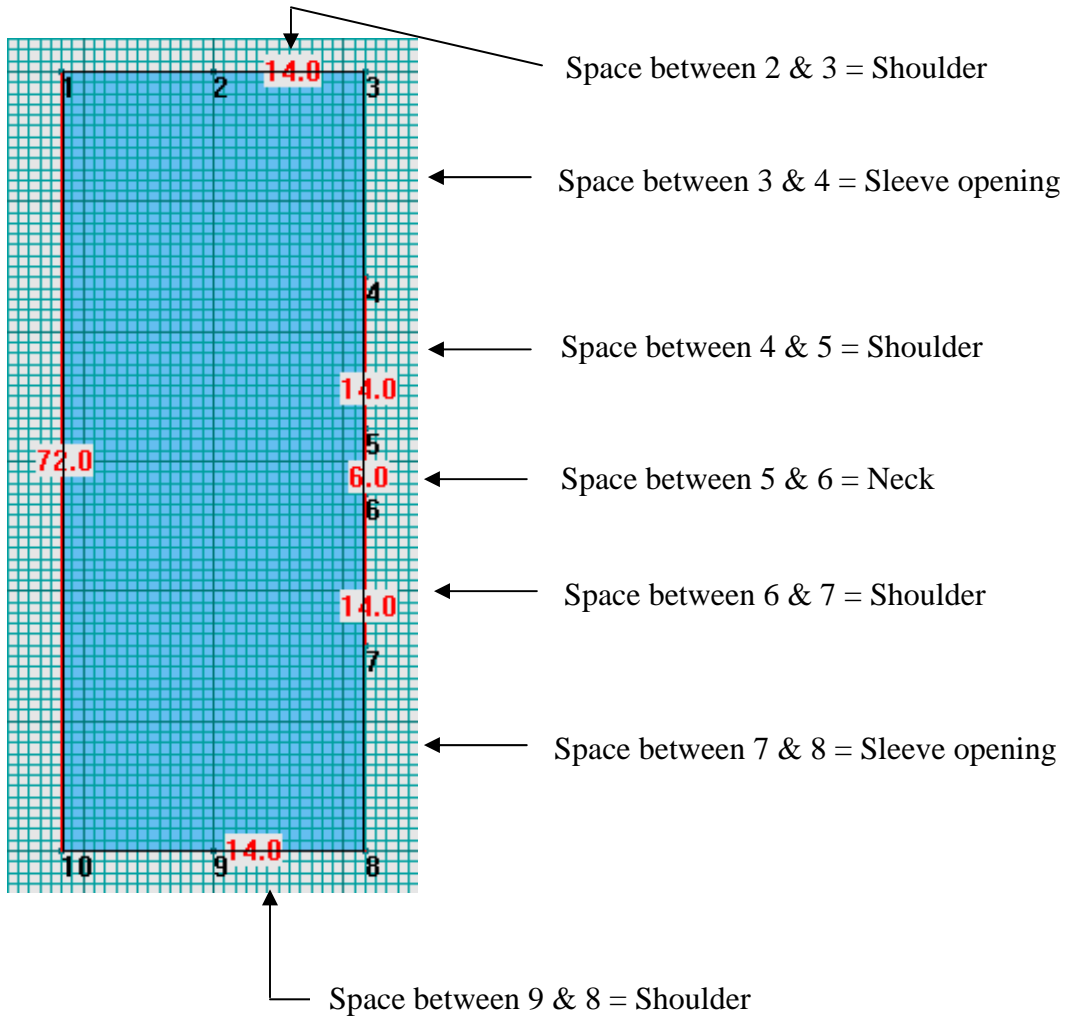 14.0
Space between 2 & 3 = Shoulder
1
2
3
Space between 3 & 4 = Sleeve opening
4
Space between 4 & 5 = Shoulder
14.0
5
72.0
6.0
Space between 5 & 6 = Neck
6
14.0
Space between 6 & 7 = Shoulder
7
Space between 7 & 8 = Sleeve opening
14.0
10
9
8
Space between 9 & 8 = Shoulder